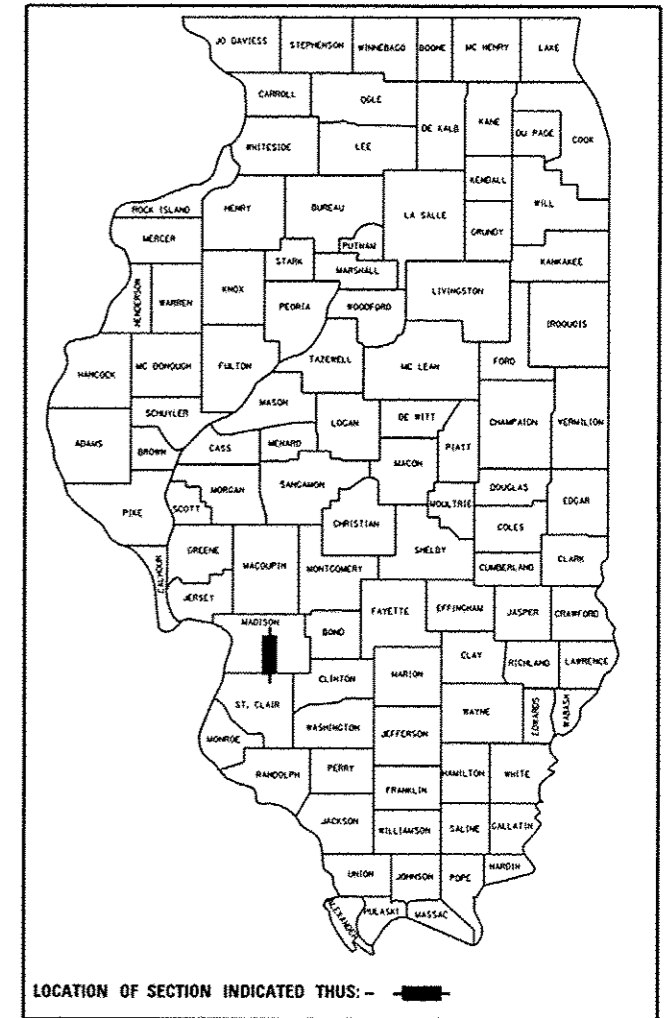 JO DAVIESS STEPHENSON WINNEBAGO BOONE MC HENRY LAKE
CARROLL OGLE DE KALB KANE DU PAGE COOK
WHITESIDE LEE
KENDALL
ROCK ISLAND HENRY BUREAU LA SALLE GRUNDY WILL
MERCER PUTNAM KANKAKEE
STARK MARSHALL
HENDERSON WARREN KNOX PEORIA WOODFORD LIVINGSTON IROQUOIS
HANCOCK MC DONOUGH FULTON TAZEWELL MC LEAN FORD
SCHUYLER MASON LOGAN DE WITT CHAMPAIGN VERMILION
ADAMS BROWN CASS MENARD PIATT
MACON
MORGAN SANGAMON DOUGLAS EDGAR
PIKE SCOTT CHRISTIAN MOULTRIE COLES
GREENE MACOUPIN MONTGOMERY SHELBY CUMBERLAND CLARK
CALHOUN JERSEY FAYETTE EFFINGHAM JASPER CRAWFORD
MADISON BOND
CLINTON MARION CLAY RICHLAND LAWRENCE
ST. CLAIR WAYNE EDWARDS WABASH
MONROE WASHINGTON JEFFERSON
RANDOLPH PERRY HAMILTON WHITE
FRANKLIN
JACKSON WILLIAMSON SALINE GALLATIN
UNION JOHNSON POPE HARDIN
ALEXANDER PULASKI MASSAC
LOCATION OF SECTION INDICATED THUS: -